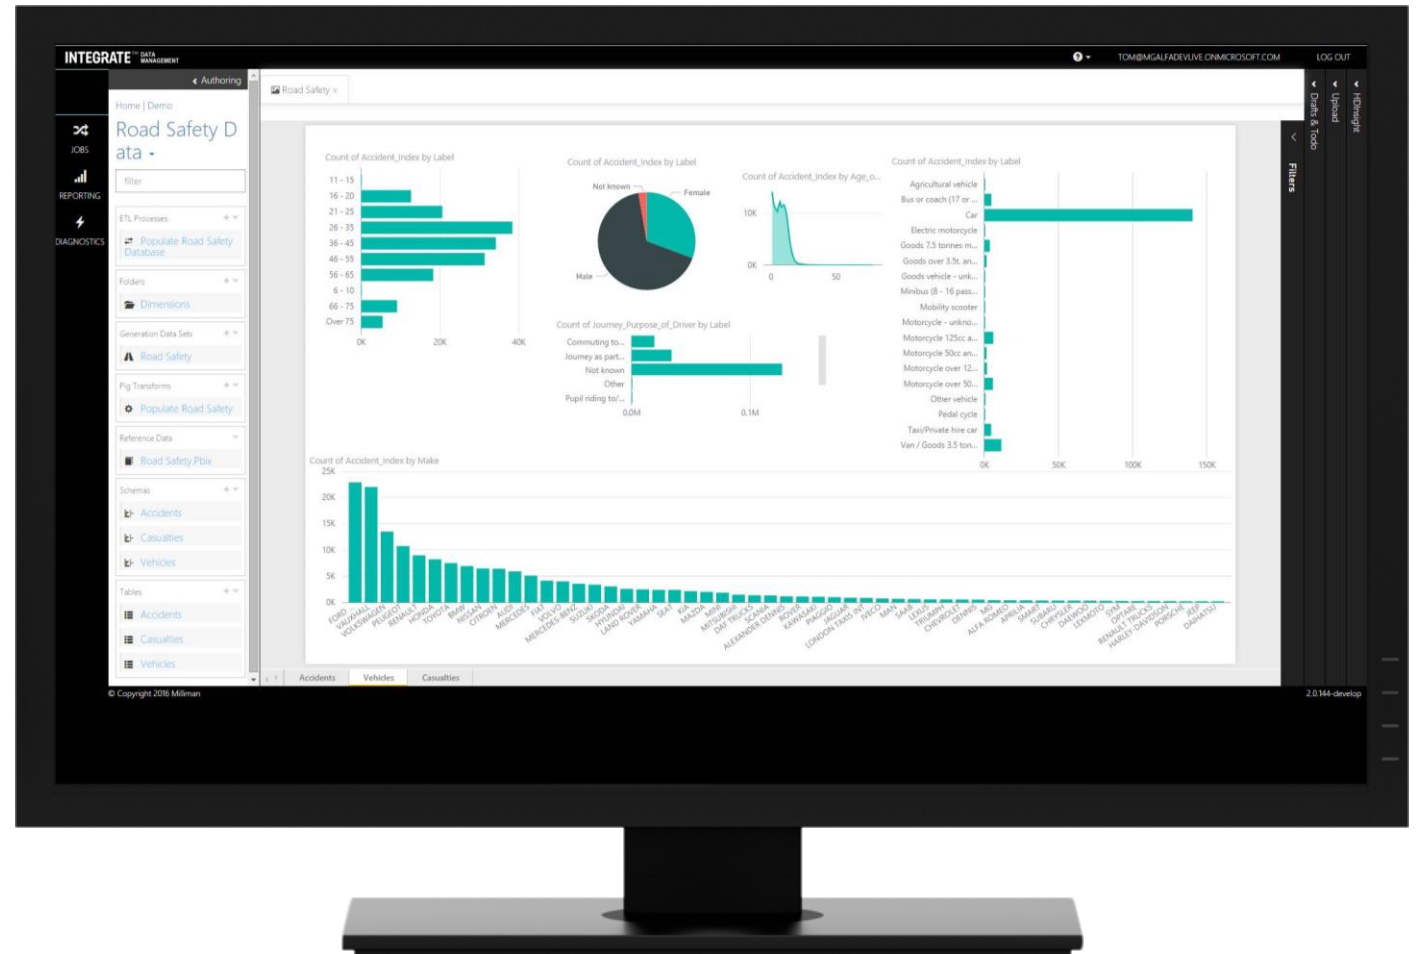 INTEGRATE™ DATA MANAGEMENT
TOM@MGALFADEVLIVE.ONMICROSOFT.COM
LOG OUT
JOBS
REPORTING
DIAGNOSTICS
Authoring
Home | Demo
Road Safety D
ata
filter
ETL Processes
Populate Road Safety
Database
Folders
Dimensions
Generation Data Sets
Road Safety
Pig Transforms
Populate Road Safety
Reference Data
Road Safety.Pbix
Schemas
Accidents
Casualties
Vehicles
Tables
Accidents
Casualties
Vehicles
© Copyright 2016 Milliman
Road Safety
Count of Accident_Index by Label
11 - 15
16 - 20
21 - 25
26 - 35
36 - 45
46 - 55
56 - 65
6 - 10
66 - 75
Over 75
0K 20K 40K
Count of Accident_Index by Label
Not known
Female
Male
Count of Accident_Index by Age_o...
10K
0K
0 50
Count of Journey_Purpose_of_Driver by Label
Commuting to...
Journey as part...
Not known
Other
Pupil riding to/...
0.0M 0.1M
Count of Accident_Index by Label
Agricultural vehicle
Bus or coach (17 or ...
Car
Electric motorcycle
Goods 7.5 tonnes m...
Goods over 3.5t. an...
Goods vehicle - unk...
Minibus (8 - 16 pass...
Mobility scooter
Motorcycle - unkno...
Motorcycle 125cc a...
Motorcycle 50cc an...
Motorcycle over 12...
Motorcycle over 50...
Other vehicle
Pedal cycle
Taxi/Private hire car
Van / Goods 3.5 ton...
0K 50K 100K 150K
Count of Accident_Index by Make
25K
20K
15K
10K
5K
0K
FORD
VAUXHALL
VOLKSWAGEN
PEUGEOT
RENAULT
HONDA
TOYOTA
BMW
NISSAN
CITROEN
AUDI
MERCEDES
FIAT
VOLVO
MERCEDES-BENZ
SUZUKI
SKODA
HYUNDAI
LAND ROVER
YAMAHA
SEAT
KIA
MAZDA
MINI
MITSUBISHI
DAF TRUCKS
SCANIA
ALEXANDER DENNIS
ROVER
KAWASAKI
PIAGGIO
JAGUAR
LONDON TAXIS INT
IVECO
MAN
SAAB
LEXUS
TRIUMPH
CHEVROLET
DENNIS
MG
ALFA ROMEO
APRILIA
SMART
SUBARU
CHRYSLER
DAEWOO
LEXMOTO
SYM
OPTARE
RENAULT TRUCKS
HARLEY-DAVIDSON
PORSCHE
JEEP
DAIHATSU
Accidents
Vehicles
Casualties
Filters
Drafts & Todo
Upload
HDInsight
2.0.144-develop